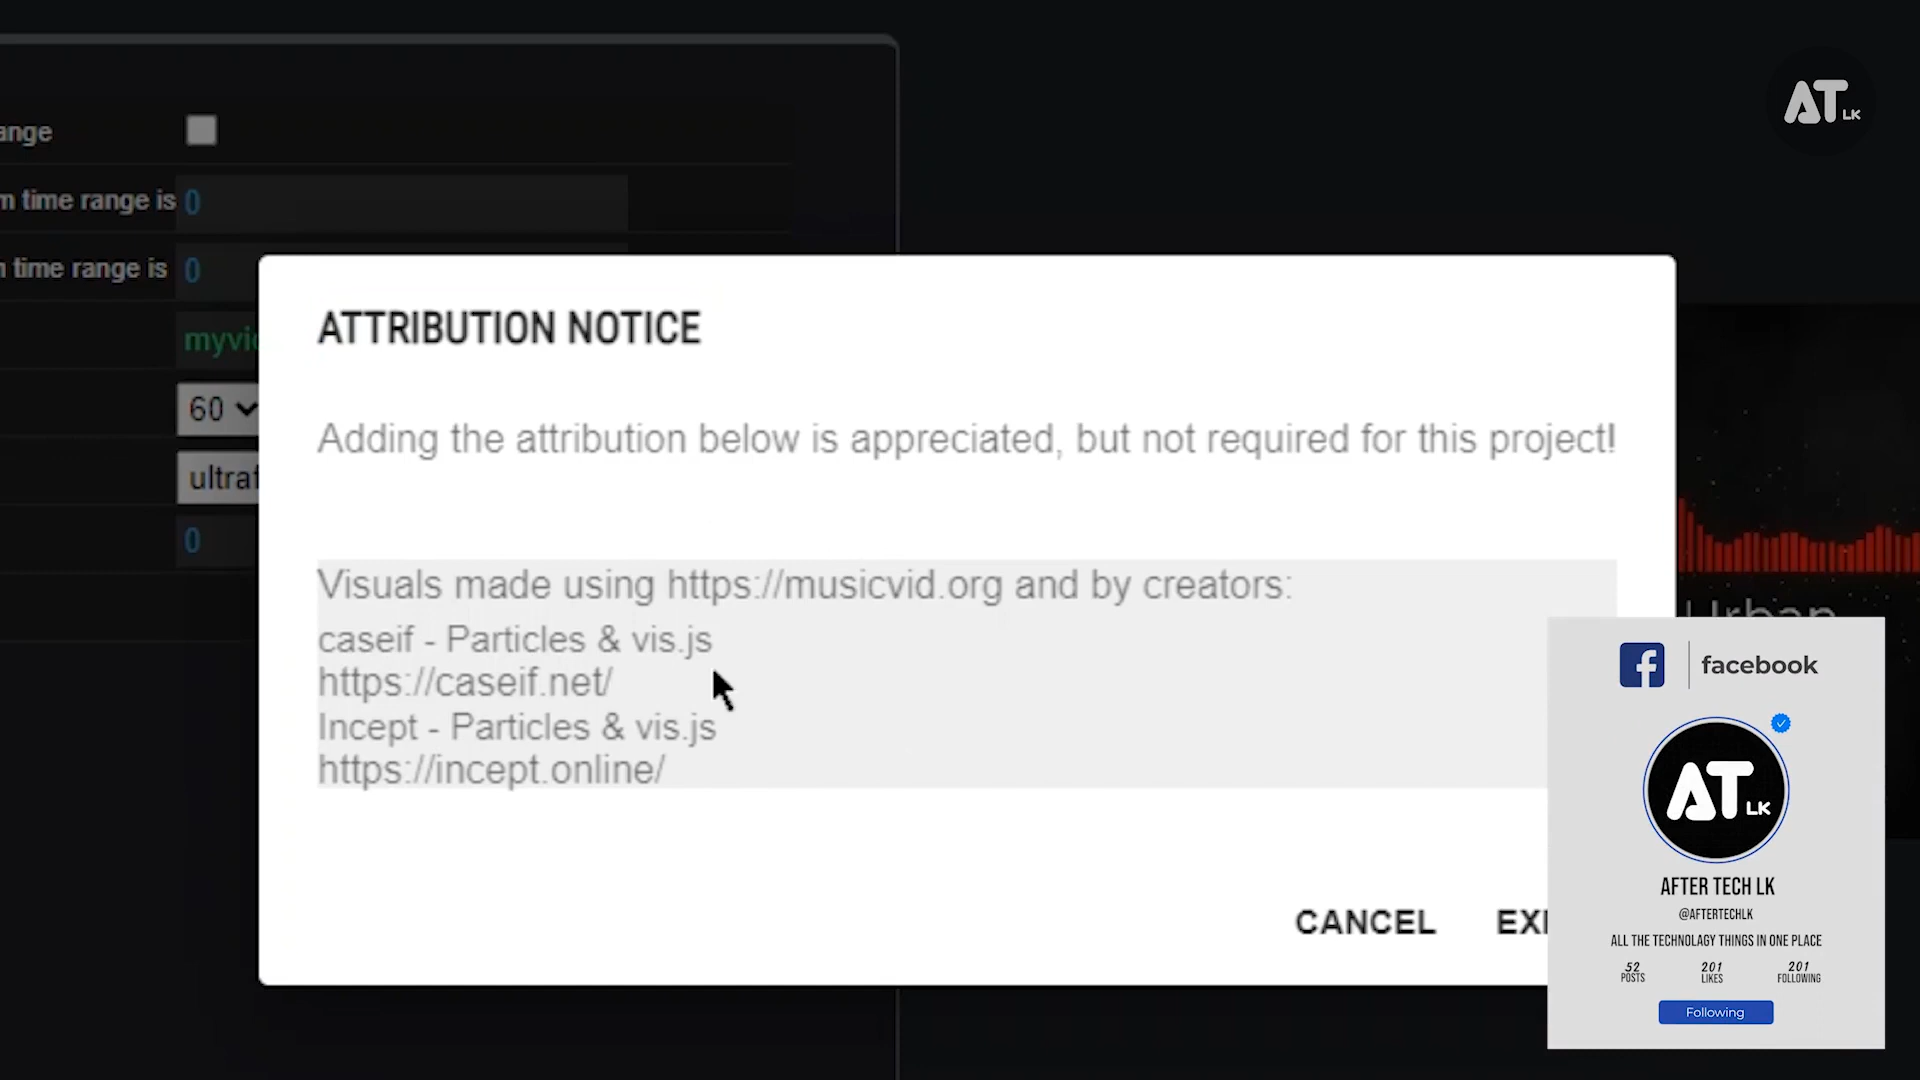 AT LK
ange
m time range is 0
n time range is 0
myvi
60
ultraf
0
ATTRIBUTION NOTICE
Adding the attribution below is appreciated, but not required for this project!
Visuals made using https://musicvid.org and by creators:
caseif - Particles & vis.js
https://caseif.net/
Incept - Particles & vis.js
https://incept.online/
CANCEL
Urban
facebook
AT LK
AFTER TECH LK
@AFTERTECHLK
ALL THE TECHNOLAGY THINGS IN ONE PLACE
52 201 201
POSTS LIKES FOLLOWING
Following